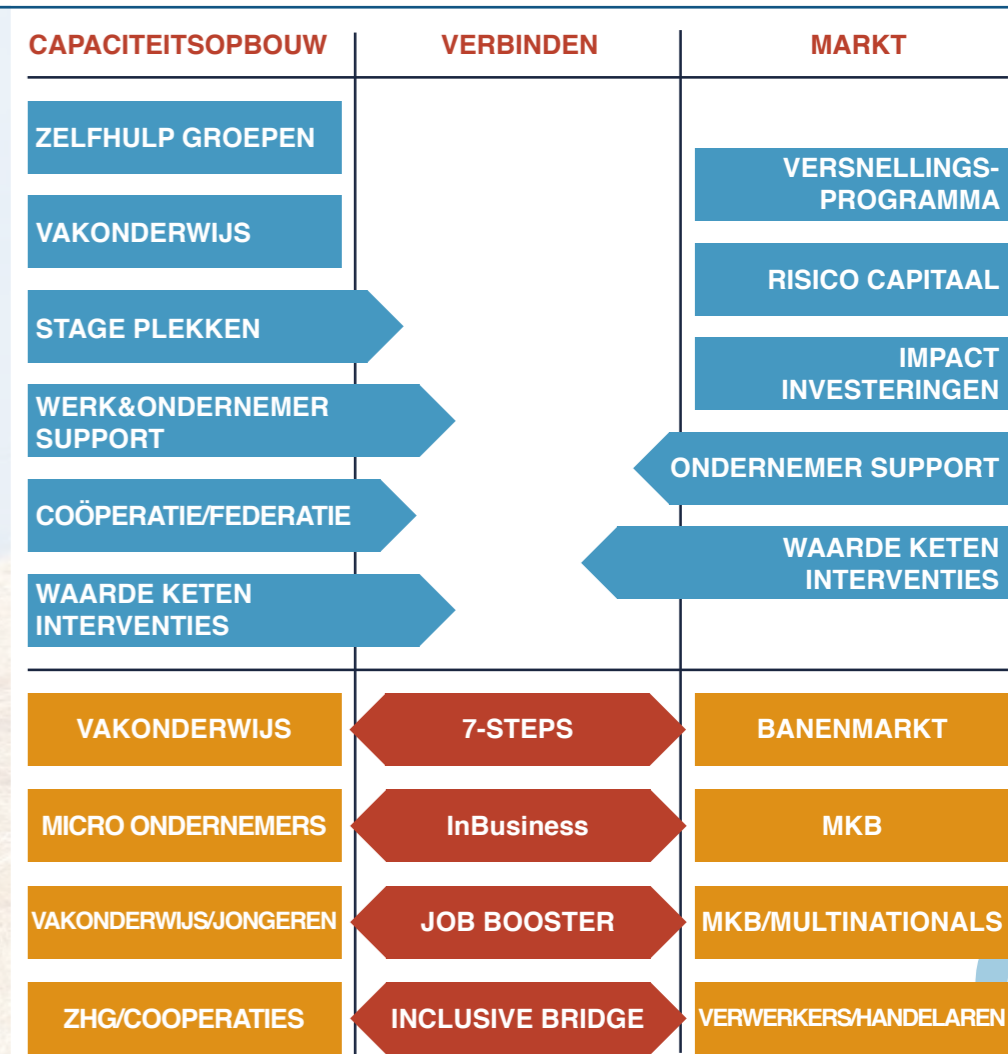 CAPACITEITSOPBOUW
VERBINDEN
MARKT
ZELFHULP GROEPEN
VAKONDERWIJS
STAGE PLEKKEN
WERK&ONDERNEMER
SUPPORT
COÖPERATIE/FEDERATIE
WAARDE KETEN
INTERVENTIES
VERSNELLINGS-
PROGRAMMA
RISICO CAPITAAL
IMPACT
INVESTERINGEN
ONDERNEMER SUPPORT
WAARDE KETEN
INTERVENTIES
VAKONDERWIJS
7-STEPS
BANENMARKT
MICRO ONDERNEMERS
InBusiness
MKB
VAKONDERWIJS/JONGEREN
JOB BOOSTER
MKB/MULTINATIONALS
ZHG/COOPERATIES
INCLUSIVE BRIDGE
VERWERKERS/HANDELAREN